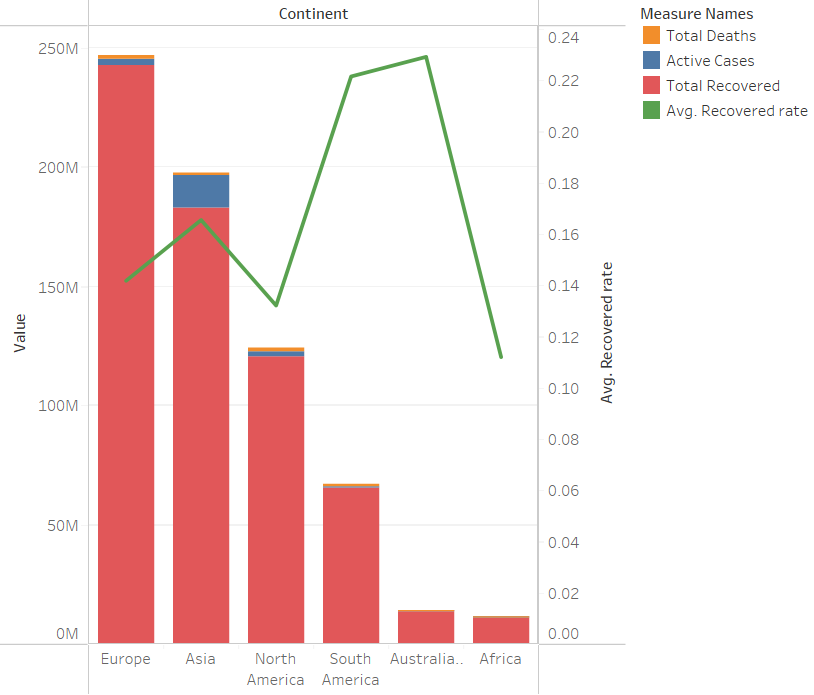 Continent
Measure Names
Total Deaths
Active Cases
Total Recovered
Avg. Recovered rate
250M
200M
150M
100M
50M
0M
Value
0.24
0.22
0.20
0.18
0.16
0.14
0.12
0.10
0.08
0.06
0.04
0.02
0.00
Avg. Recovered rate
Europe
Asia
North
America
South
America
Australia..
Africa